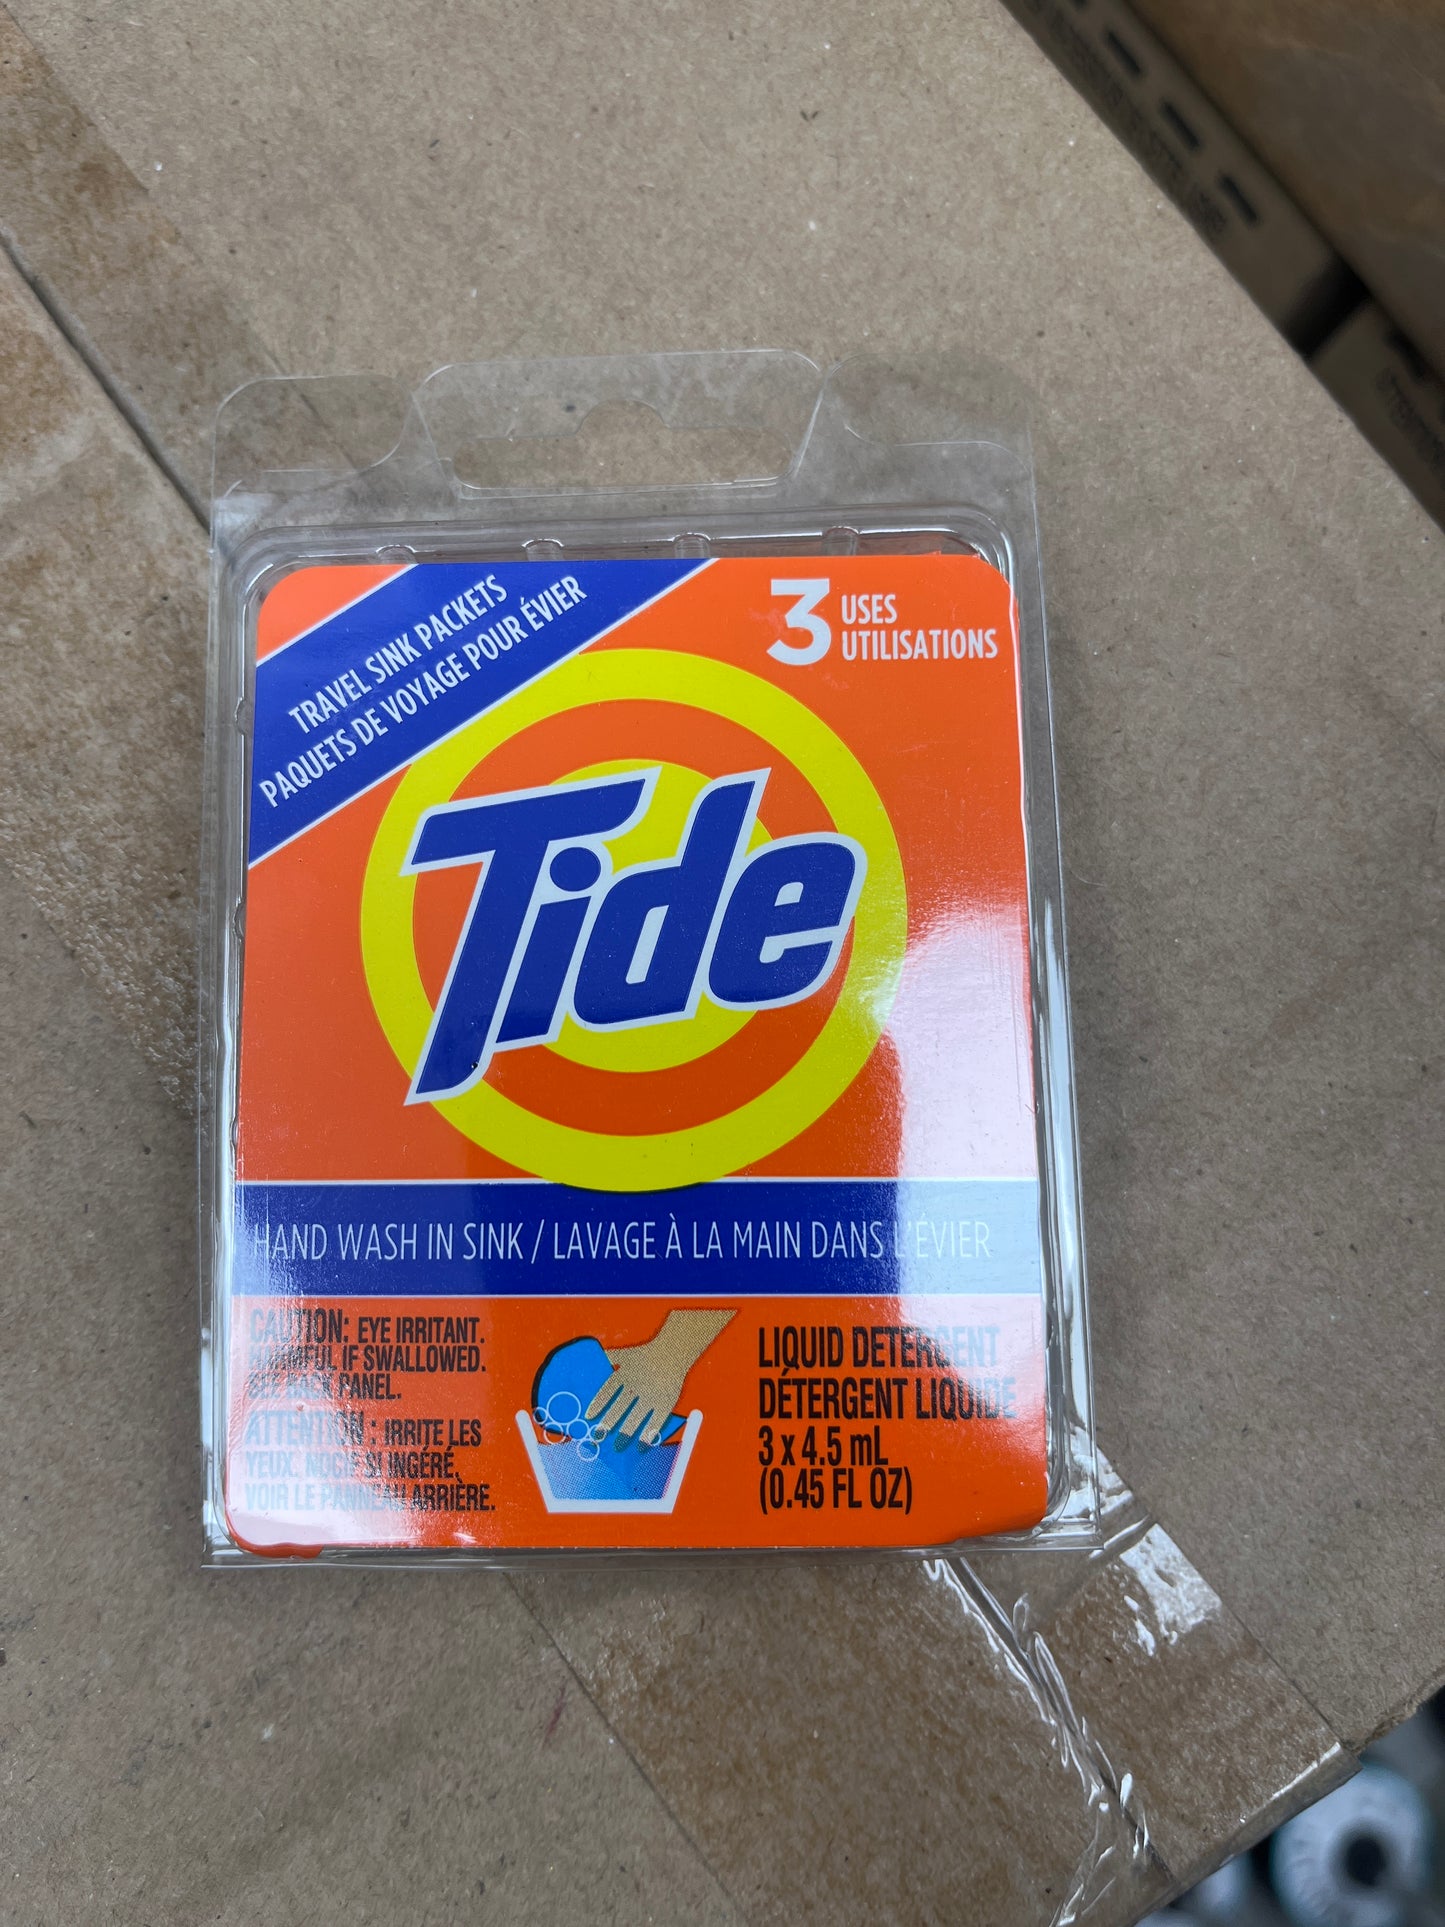 TRAVEL SINK PACKETS
PAQUETS DE VOYAGE POUR ÉVIER
3 USES
UTILISATIONS
Tide
HAND WASH IN SINK / LAVAGE À LA MAIN DANS L'ÉVIER
CAUTION: EYE IRRITANT.
HARMFUL IF SWALLOWED.
SEE BACK PANEL.
ATTENTION : IRRITE LES
YEUX. NOCIF SI INGÉRÉ.
VOIR LE PANNEAU ARRIÈRE.
LIQUID DETERGENT
DÉTERGENT LIQUIDE
3 x 4.5 mL
(0.45 FL OZ)